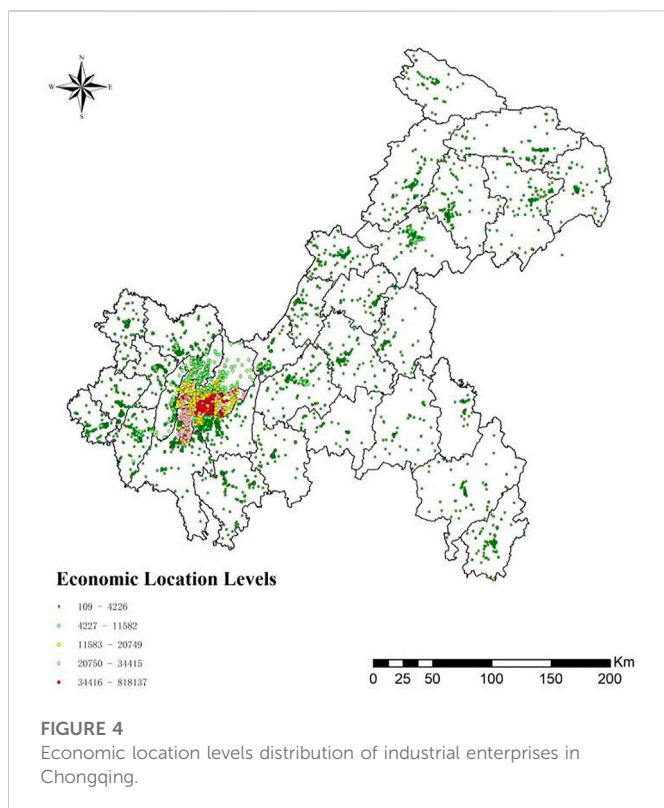 N
W E
S
Economic Location Levels
109 - 4226
4227 - 11582
11583 - 20749
20750 - 34415
34416 - 818137
Km
0 25 50 100 150 200
FIGURE 4
Economic location levels distribution of industrial enterprises in
Chongqing.